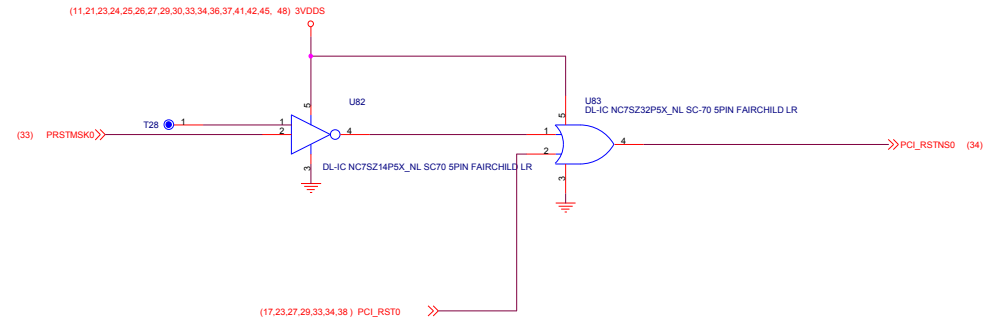 (11,21,23,24,25,26,27,29,30,33,34,36,37,41,42,45, 48) 3VDDS
U82
5
U83
DL-IC NC7SZ32P5X_NL SC-70 5PIN FAIRCHILD LR
5
T28 1
1
(33) PRSTMSK0
2
4
1
4
PCI_RSTNS0 (34)
2
3
DL-IC NC7SZ14P5X_NL SC70 5PIN FAIRCHILD LR
3
(17,23,27,29,33,34,38 ) PCI_RST0